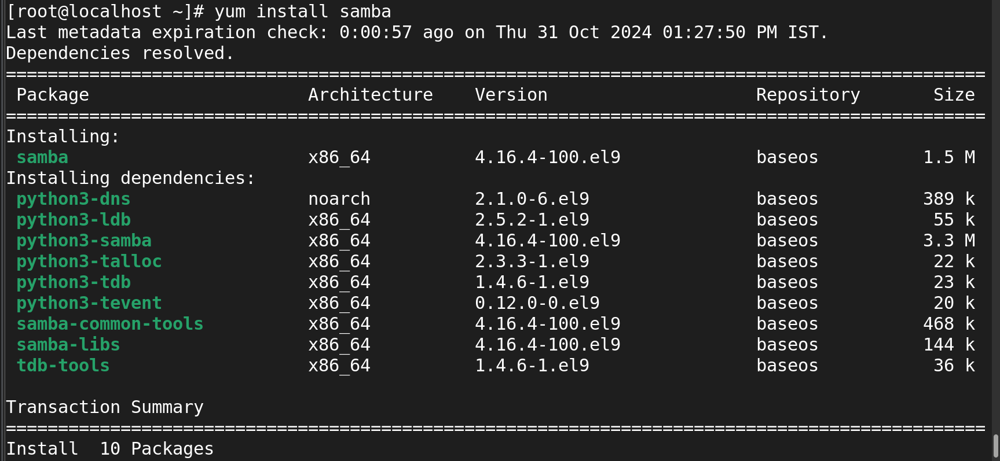 [root@localhost ~]# yum install samba
Last metadata expiration check: 0:00:57 ago on Thu 31 Oct 2024 01:27:50 PM IST.
Dependencies resolved.
==============================================================================================
 Package                     Architecture    Version                    Repository       Size
==============================================================================================
Installing:
 samba                       x86_64          4.16.4-100.el9             baseos          1.5 M
Installing dependencies:
 python3-dns                 noarch          2.1.0-6.el9                baseos          389 k
 python3-ldb                 x86_64          2.5.2-1.el9                baseos           55 k
 python3-samba               x86_64          4.16.4-100.el9             baseos          3.3 M
 python3-talloc              x86_64          2.3.3-1.el9                baseos           22 k
 python3-tdb                 x86_64          1.4.6-1.el9                baseos           23 k
 python3-tevent              x86_64          0.12.0-0.el9               baseos           20 k
 samba-common-tools          x86_64          4.16.4-100.el9             baseos          468 k
 samba-libs                  x86_64          4.16.4-100.el9             baseos          144 k
 tdb-tools                   x86_64          1.4.6-1.el9                baseos           36 k

Transaction Summary
==============================================================================================
Install  10 Packages